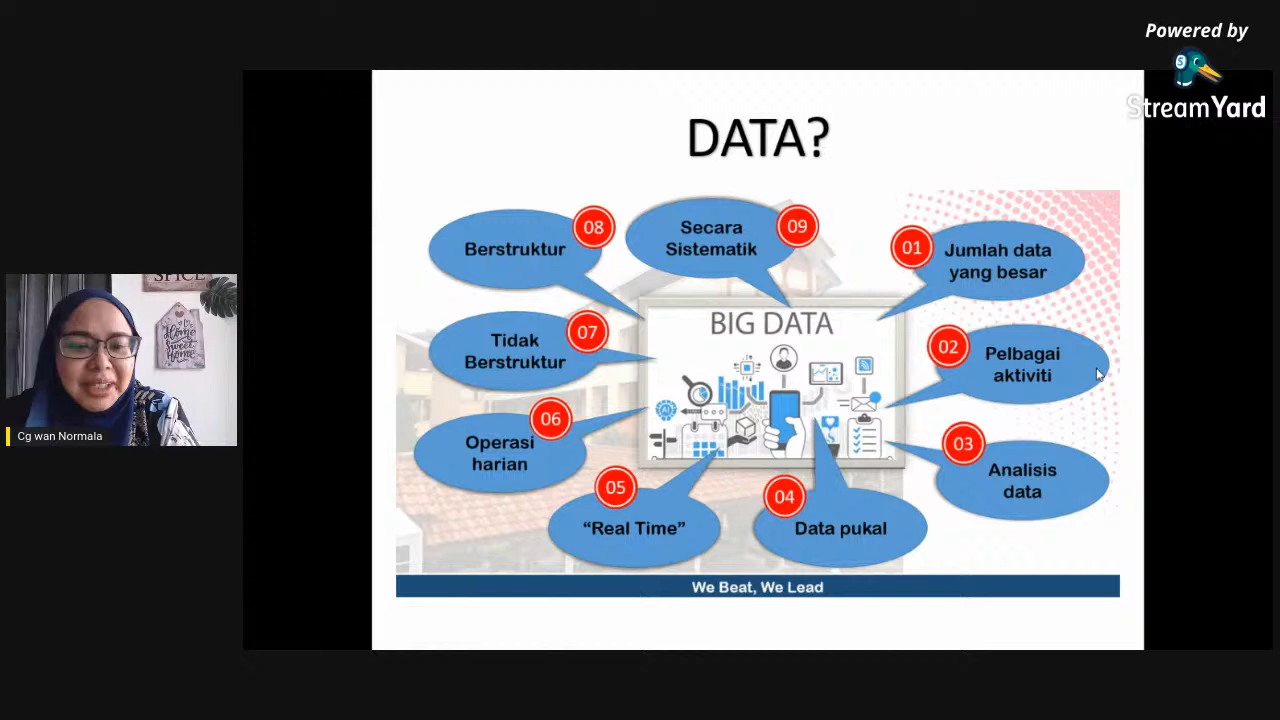 Powered by
StreamYard
DATA?
08
Berstruktur
09
Secara
Sistematik
01
Jumlah data
yang besar
07
Tidak
Berstruktur
BIG DATA
02
Pelbagai
aktiviti
06
Operasi
harian
AI
03
Analisis
data
05
“Real Time”
04
Data pukal
We Beat, We Lead
SPICE
Home
Sweet
Home
Cg wan Normala